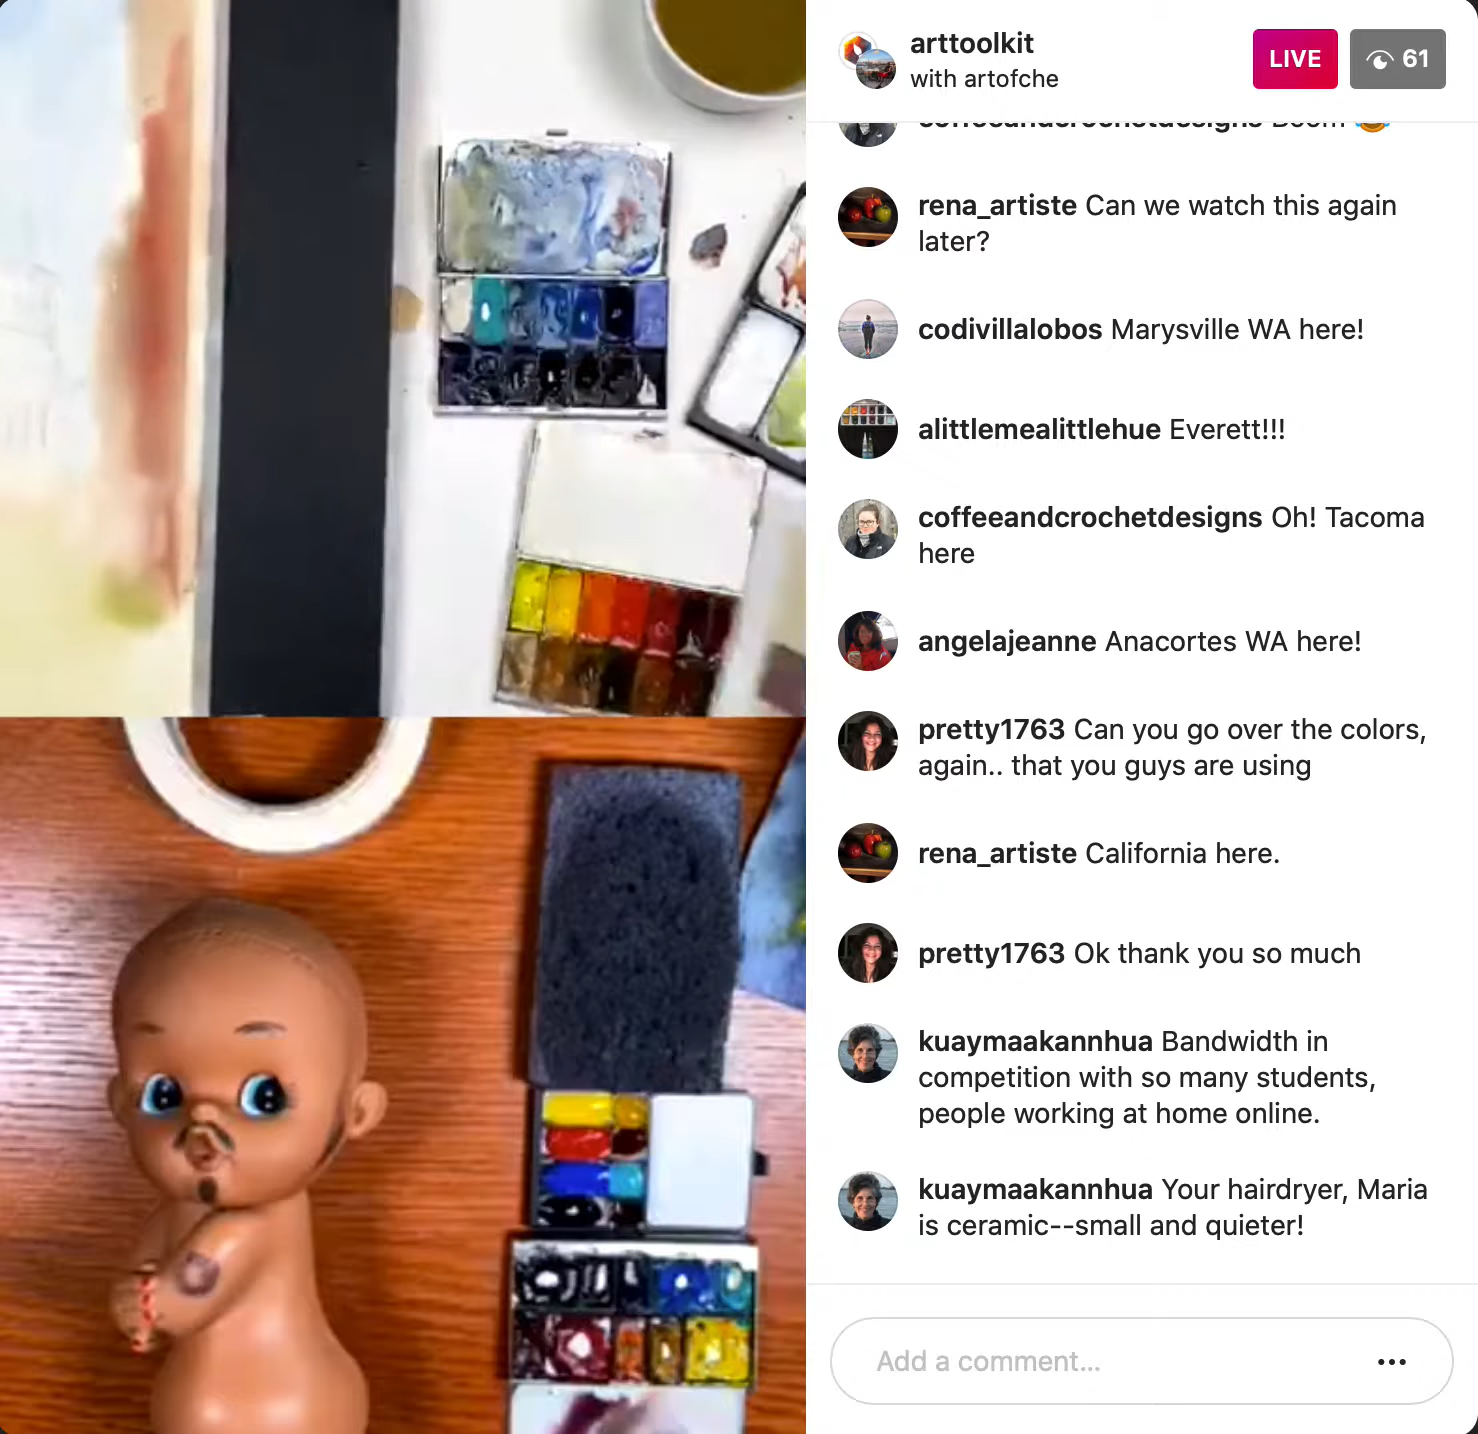 arttoolkit
with artofche
LIVE
61
coffeeandcrochetdesigns Boom
rena_artiste Can we watch this again
later?
codivillalobos Marysville WA here!
alittlemealittlehue Everett!!!
coffeeandcrochetdesigns Oh! Tacoma
here
angelajeanne Anacortes WA here!
pretty1763 Can you go over the colors,
again.. that you guys are using
rena_artiste California here.
pretty1763 Ok thank you so much
kuaymaakannhua Bandwidth in
competition with so many students,
people working at home online.
kuaymaakannhua Your hairdryer, Maria
is ceramic--small and quieter!
Add a comment...